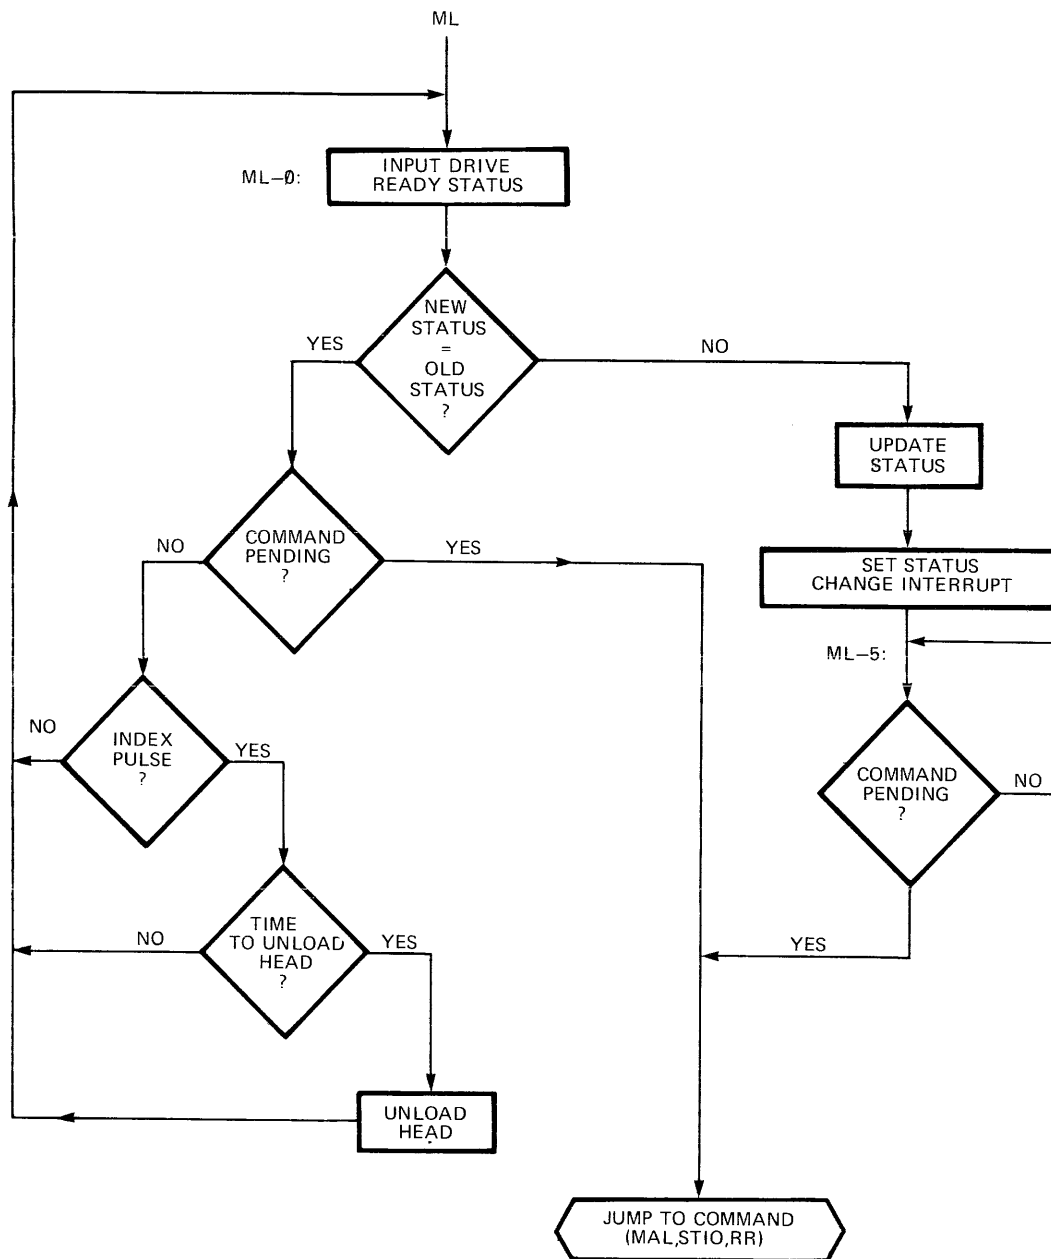 ML
ML-Ø:
INPUT DRIVE
READY STATUS
NEW
STATUS
=
OLD
STATUS
?
YES
NO
UPDATE
STATUS
COMMAND
PENDING
?
NO
YES
SET STATUS
CHANGE INTERRUPT
ML-5:
INDEX
PULSE
?
NO
YES
COMMAND
PENDING
?
NO
YES
TIME
TO UNLOAD
HEAD
?
NO
YES
UNLOAD
HEAD
JUMP TO COMMAND
(MAL,STIO,RR)